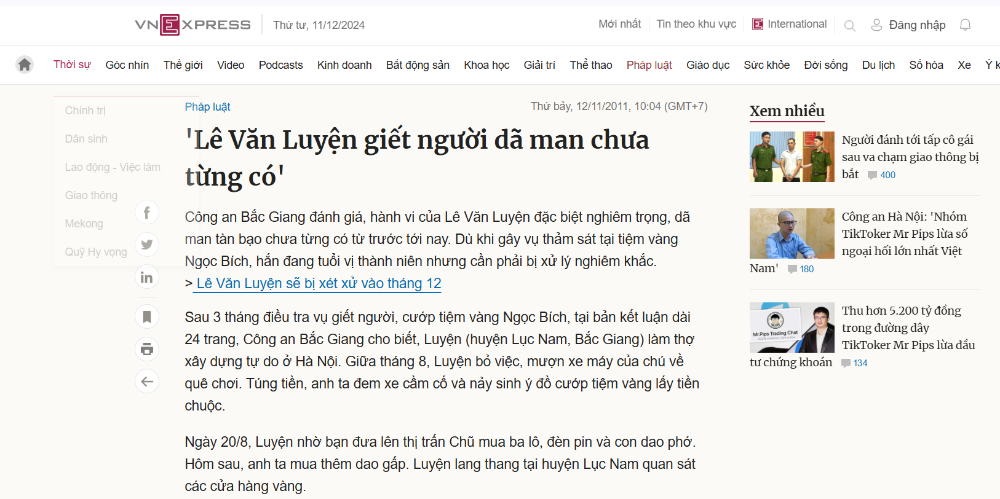 VNEXPRESS
Thứ tư, 11/12/2024
Mới nhất
Tin theo khu vực
E International
Đăng nhập
Thời sự
Góc nhìn
Thế giới
Video
Podcasts
Kinh doanh
Bất động sản
Khoa học
Giải trí
Thể thao
Pháp luật
Giáo dục
Sức khỏe
Đời sống
Du lịch
Số hóa
Xe
Ý k
Chính trị
Dân sinh
Lao động - Việc làm
Giao thông
Mekong
Quỹ Hy vọng
Pháp luật
Thứ bảy, 12/11/2011, 10:04 (GMT+7)
'Lê Văn Luyện giết người dã man chưa
từng có'
Công an Bắc Giang đánh giá, hành vi của Lê Văn Luyện đặc biệt nghiêm trọng, dã
man tàn bạo chưa từng có từ trước tới nay. Dù khi gây vụ thảm sát tại tiệm vàng
Ngọc Bích, hắn đang tuổi vị thành niên nhưng cần phải bị xử lý nghiêm khắc.
> Lê Văn Luyện sẽ bị xét xử vào tháng 12
Sau 3 tháng điều tra vụ giết người, cướp tiệm vàng Ngọc Bích, tại bản kết luận dài
24 trang, Công an Bắc Giang cho biết, Luyện (huyện Lục Nam, Bắc Giang) làm thợ
xây dựng tự do ở Hà Nội. Giữa tháng 8, Luyện bỏ việc, mượn xe máy của chú về
quê chơi. Túng tiền, anh ta đem xe cầm cố và nảy sinh ý đồ cướp tiệm vàng lấy tiền
chuộc.
Ngày 20/8, Luyện nhờ bạn đưa lên thị trấn Chũ mua ba lô, đèn pin và con dao phớ.
Hôm sau, anh ta mua thêm dao gấp. Luyện lang thang tại huyện Lục Nam quan sát
các cửa hàng vàng.
Xem nhiều
Người đánh tới tấp cô gái
sau va chạm giao thông bị
bắt 400
Công an Hà Nội: 'Nhóm
TikToker Mr Pips lừa số
ngoại hối lớn nhất Việt
Nam' 180
Mr.Pips Trading Chat
Thu hơn 5.200 tỷ đồng
trong đường dây
TikToker Mr Pips lừa đầu
tư chứng khoán 134